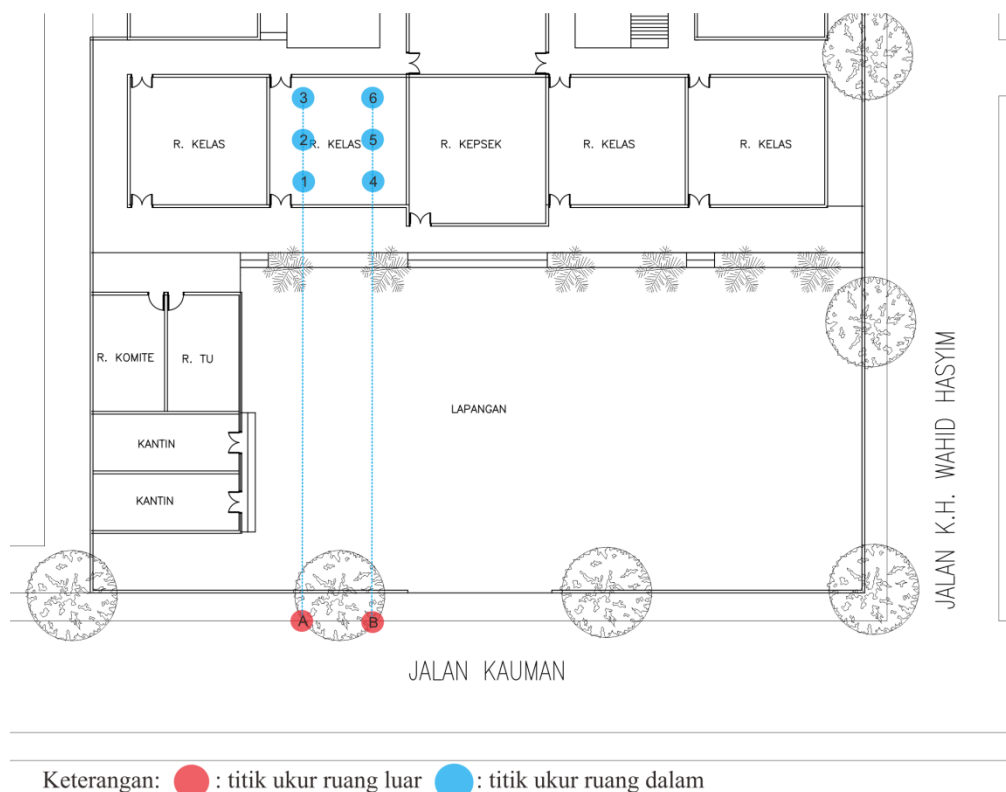 3 6
R. KELAS 2 R. KELAS 5 R. KEPSEK R. KELAS R. KELAS
1 4
R. KOMITE R. TU
LAPANGAN
KANTIN
KANTIN
JALAN K.H. WAHID HASYIM
A B
JALAN KAUMAN
Keterangan: : titik ukur ruang luar : titik ukur ruang dalam